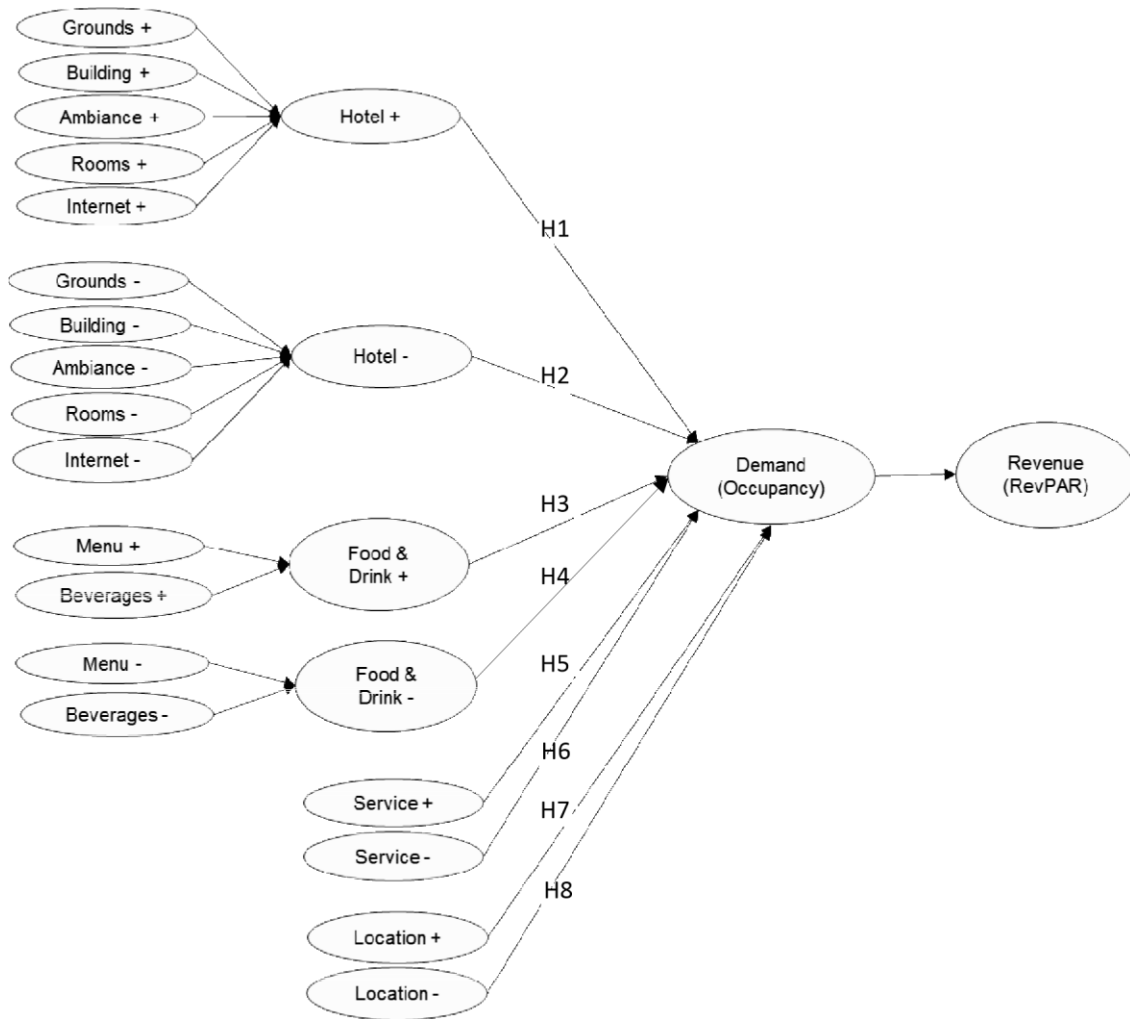 Grounds +
Building +
Ambiance +
Rooms +
Internet +
Hotel +
H1
Grounds -
Building -
Ambiance -
Rooms -
Internet -
Hotel -
H2
Demand
(Occupancy)
Revenue
(RevPAR)
Menu +
Beverages +
Food &
Drink +
H3
Menu -
Beverages -
Food &
Drink -
H4
Service +
H5
Service -
H6
Location +
H7
Location -
H8